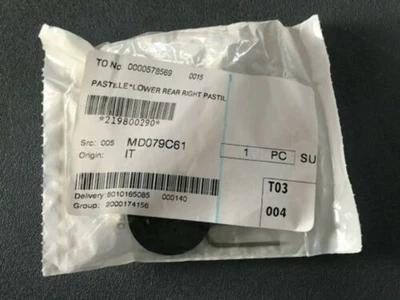 TO No 0000578569 0015
PASTILLE*LOWER REAR RIGHT PASTIL
*219800290*
Src: 005 MD079C61
Origin: IT
1 PC SU
T03
004
Delivery: 8010165085 000140
Group: 2000174156